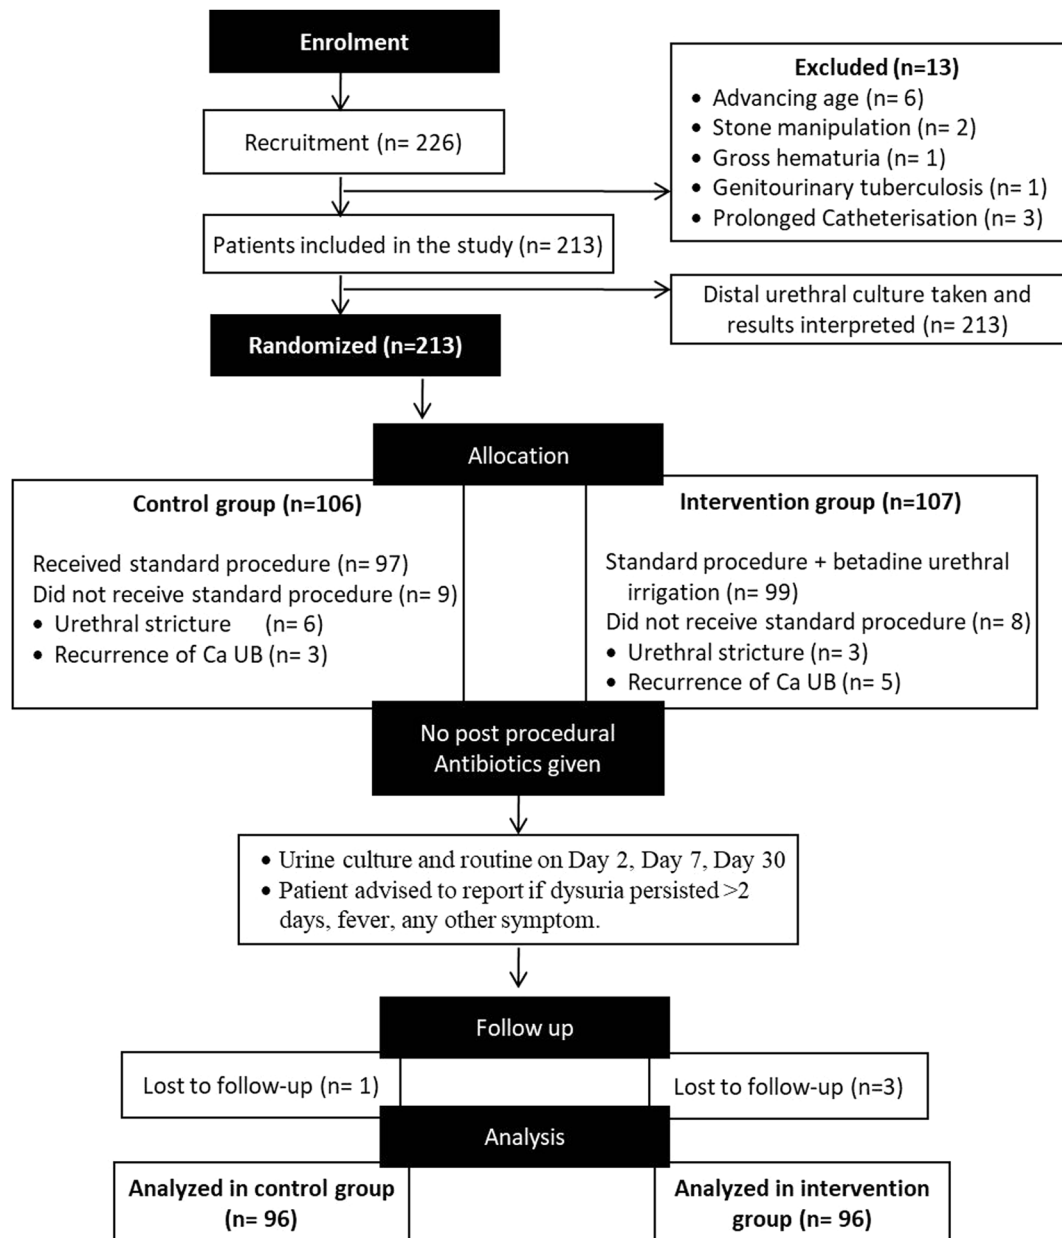 Enrolment
Recruitment (n= 226)
Excluded (n=13)
• Advancing age (n= 6)
• Stone manipulation (n= 2)
• Gross hematuria (n= 1)
• Genitourinary tuberculosis (n= 1)
• Prolonged Catheterisation (n= 3)
Patients included in the study (n= 213)
Distal urethral culture taken and
results interpreted (n= 213)
Randomized (n=213)
Allocation
Control group (n=106)
Received standard procedure (n= 97)
Did not receive standard procedure (n= 9)
• Urethral stricture (n= 6)
• Recurrence of Ca UB (n= 3)
Intervention group (n=107)
Standard procedure + betadine urethral
irrigation (n= 99)
Did not receive standard procedure (n= 8)
• Urethral stricture (n= 3)
• Recurrence of Ca UB (n= 5)
No post procedural
Antibiotics given
• Urine culture and routine on Day 2, Day 7, Day 30
• Patient advised to report if dysuria persisted >2
days, fever, any other symptom.
Follow up
Lost to follow-up (n= 1)
Lost to follow-up (n=3)
Analysis
Analyzed in control group
(n= 96)
Analyzed in intervention
group (n= 96)